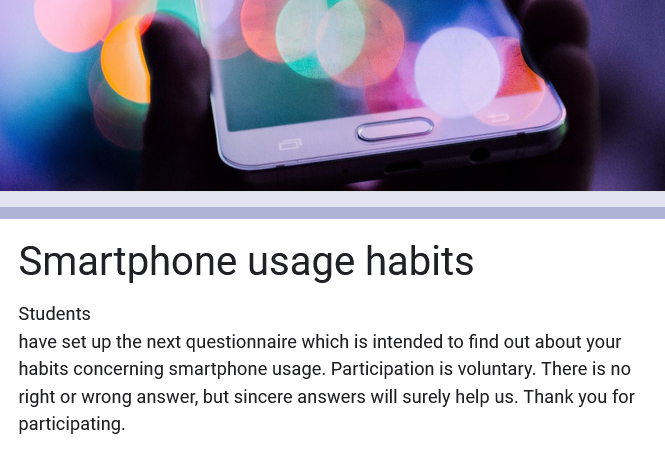 Smartphone usage habits
Students
have set up the next questionnaire which is intended to find out about your
habits concerning smartphone usage. Participation is voluntary. There is no
right or wrong answer, but sincere answers will surely help us. Thank you for
participating.